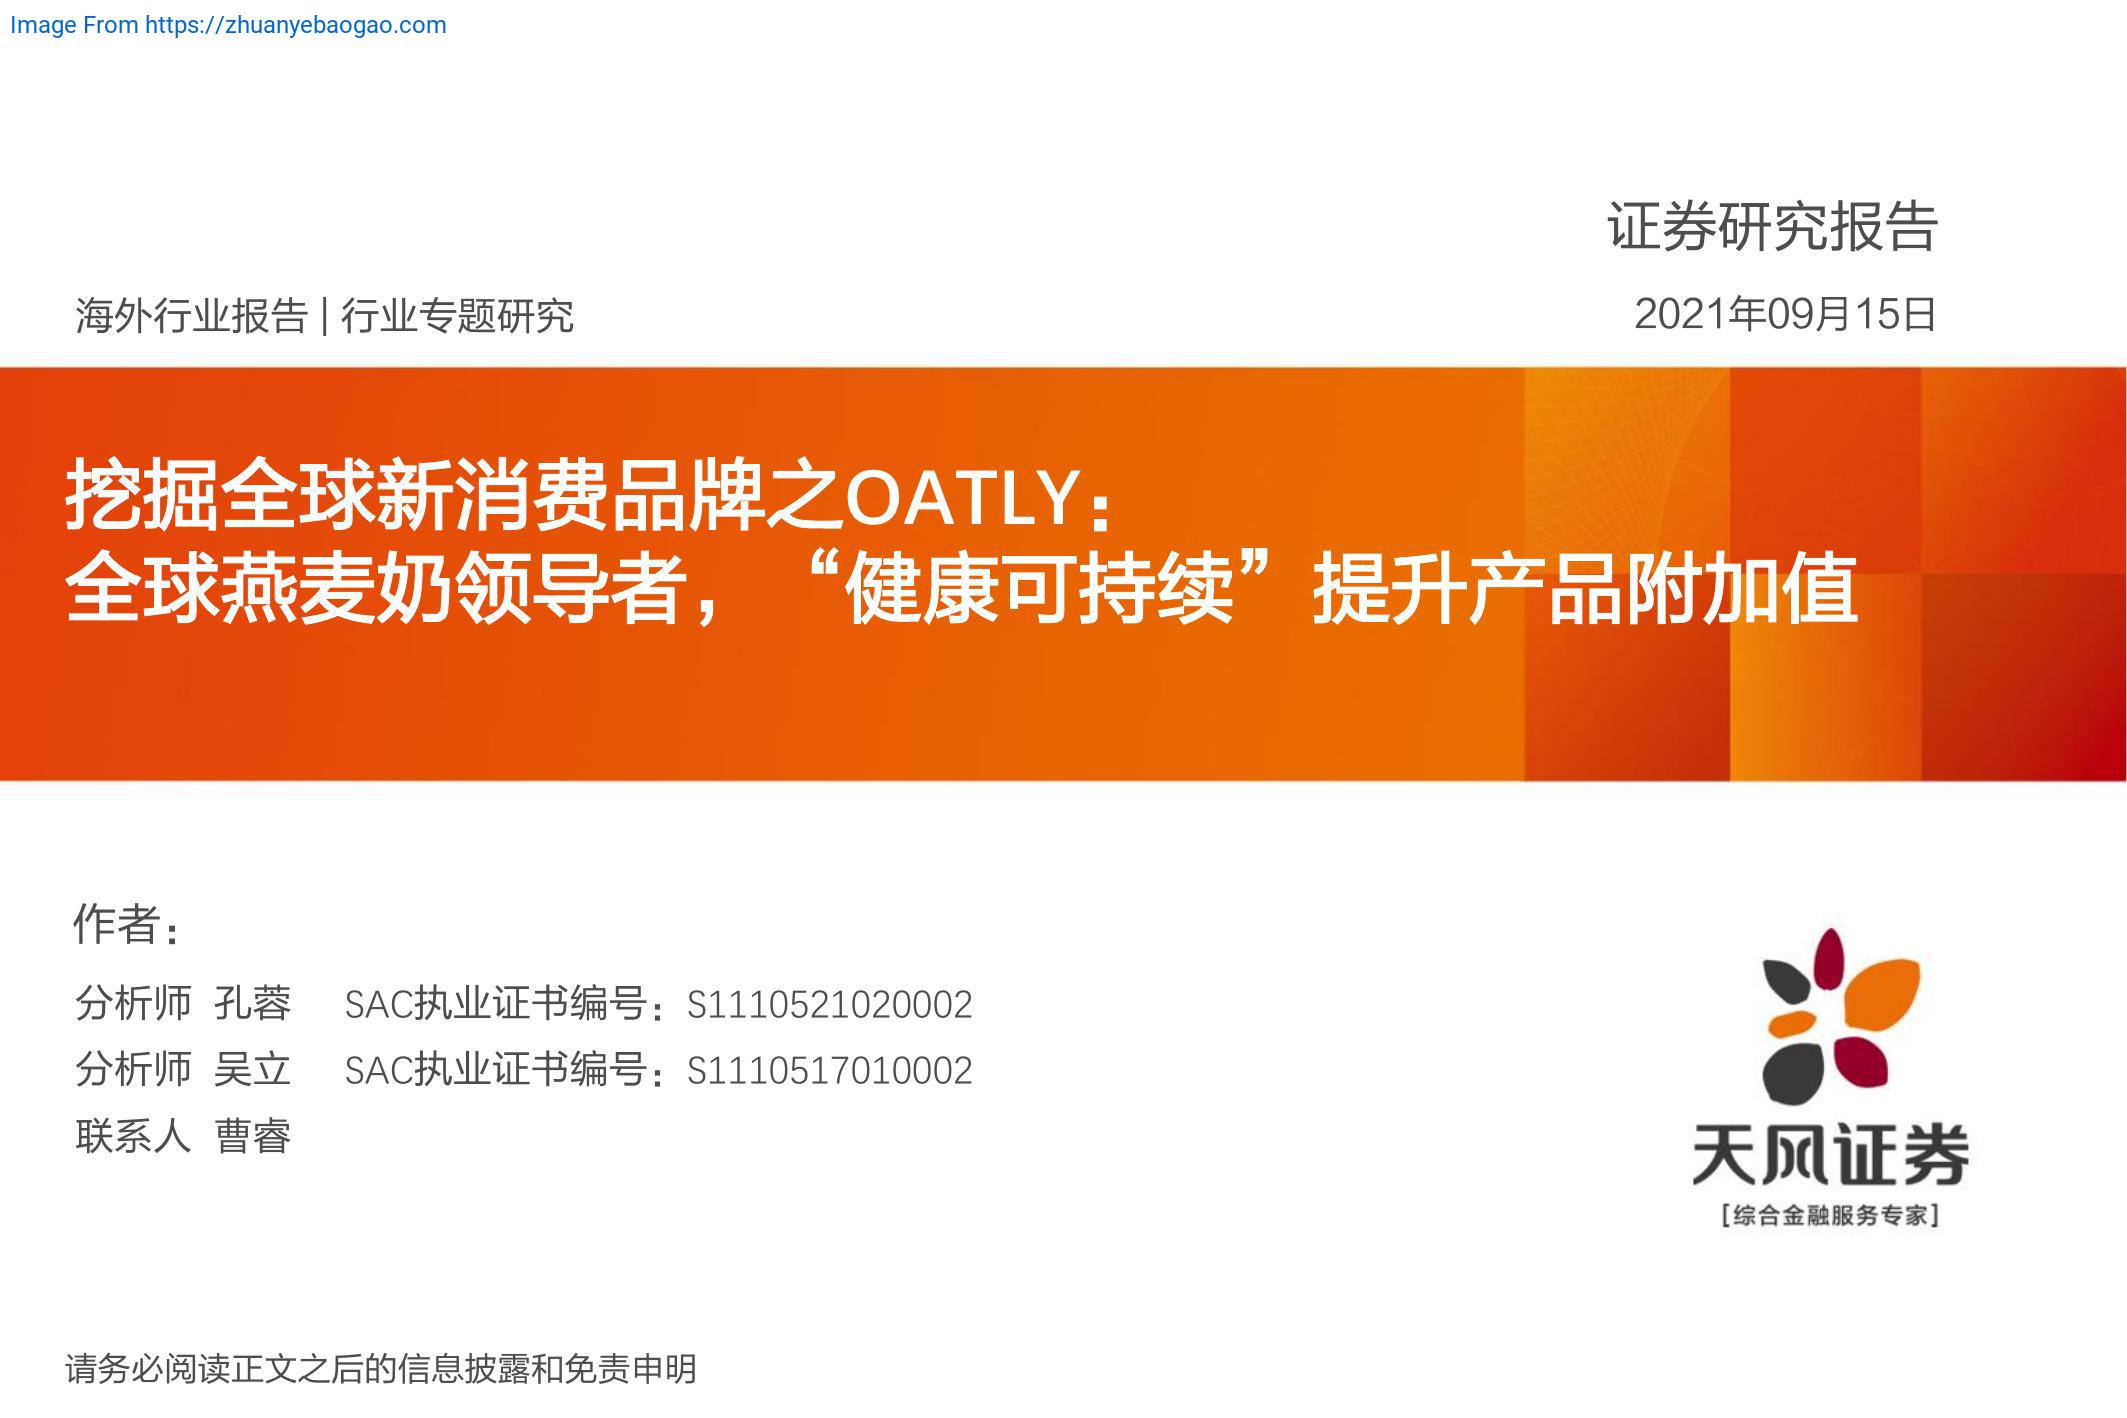 Image From https://zhuanyebaogao.com
证券研究报告
海外行业报告 | 行业专题研究
2021年09月15日
挖掘全球新消费品牌之OATLY：
全球燕麦奶领导者，“健康可持续”提升产品附加值
作者：
分析师 孔蓉 SAC执业证书编号：S1110521020002
分析师 吴立 SAC执业证书编号：S1110517010002
联系人 曹睿
天风证券
[综合金融服务专家]
请务必阅读正文之后的信息披露和免责申明